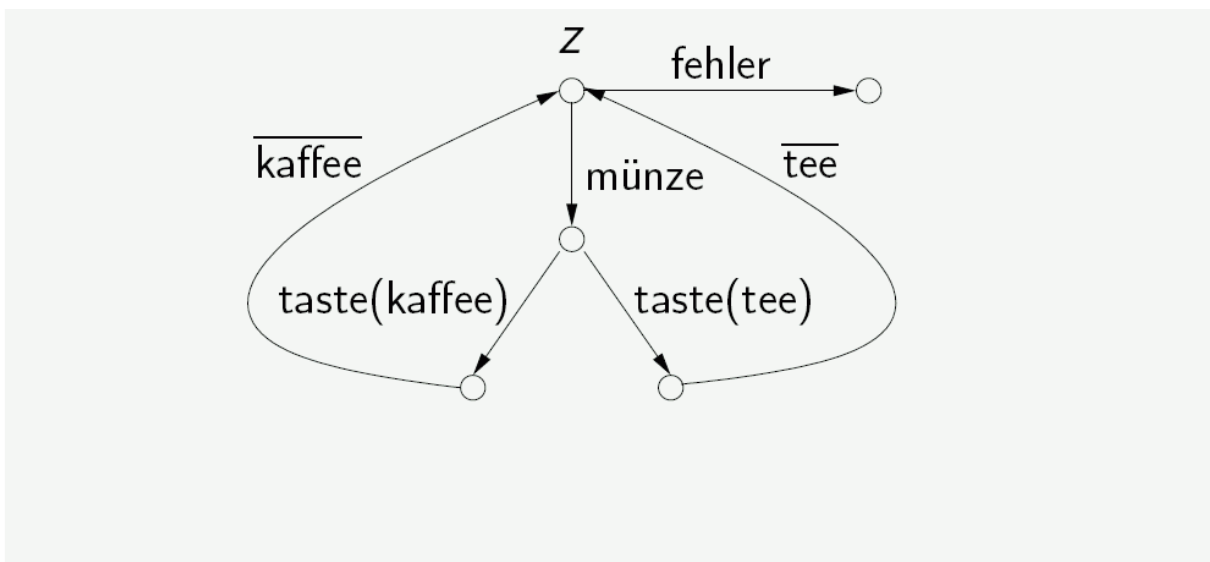 z
fehler
kaffee
tee
münze
taste(kaffee)
taste(tee)